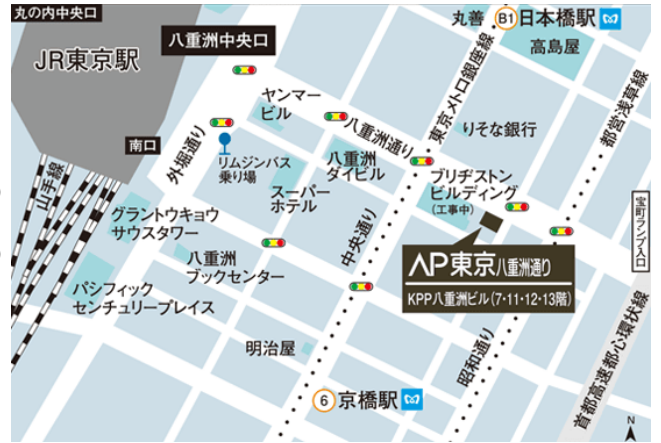 丸の内中央口
JR東京駅
八重洲中央口
丸善
B1
日本橋駅
高島屋
ヤンマー
ビル
八重洲通り
東京メトロ銀座線
りそな銀行
都営浅草線
南口
外堀通り
リムジンバス
乗り場
八重洲
ダイビル
ブリヂストン
ビルディング
(工事中)
山手線
スーパー
ホテル
宝町ランプ入口
グラントウキョウ
サウスタワー
八重洲
ブックセンター
中央通り
AP東京八重洲通り
KPP八重洲ビル(7・11・12・13階)
パシフィック
センチュリープレイス
明治屋
昭和通り
首都高速都心環状線
6
京橋駅
N